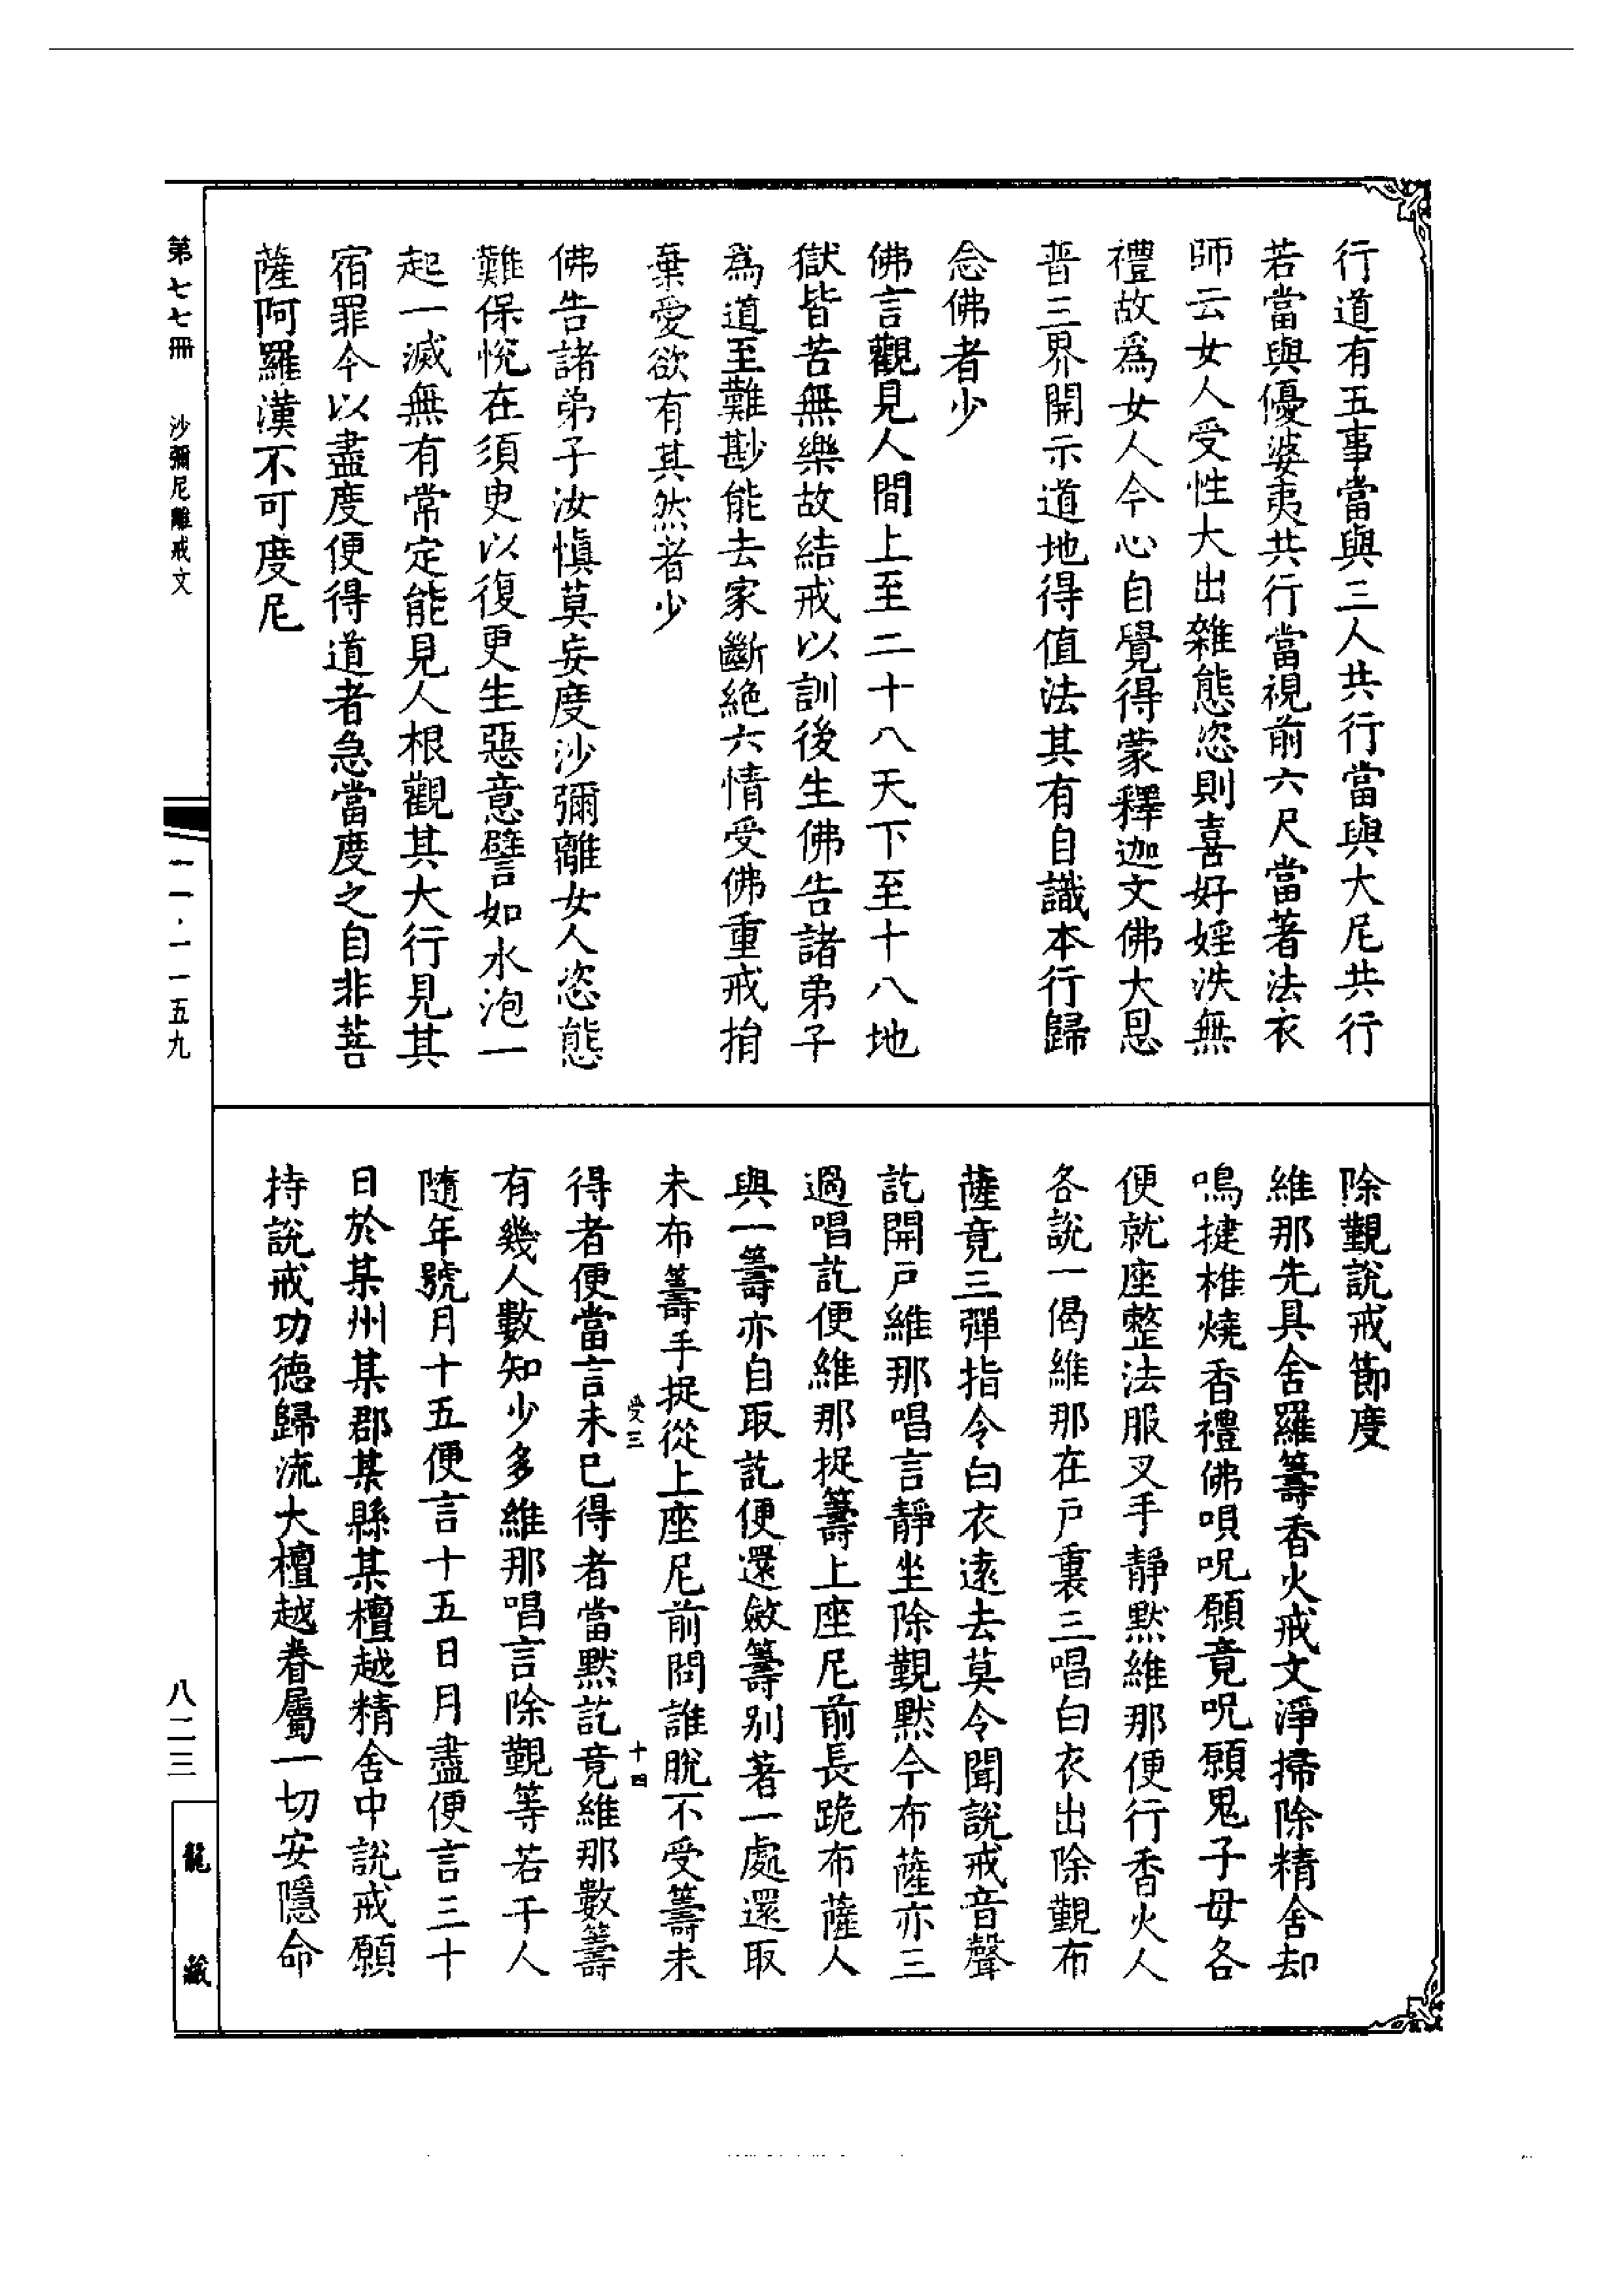 行道有五事當與三人共行當與大尼共行
若當與優婆夷共行當視前六尺當著法衣
師云女人受性大出雜態恣則喜好婬泆無
禮故爲女人今心自覺得蒙釋迦文佛大恩
普三界開示道地得值法其有自識本行歸
念佛者少
佛言觀見人間上至二十八天下至十八地
獄皆苦無樂故結戒以訓後生佛告諸弟子
爲道至難尠能去家斷絶六情受佛重戒捐
棄愛欲有其然者少
佛告諸弟子汝愼莫妄度沙彌離女人恣態
難保悅在須臾以復更生惡意譬如水泡一
起一滅無有常定能見人根觀其大行見其
宿罪今以盡度便得道者急當度之自非菩
薩阿羅漢不可度尼
除覲說戒節度
維那先具舍羅籌香火戒文淨掃除精舍却
鳴揵椎燒香禮佛唄呪願竟呪願鬼子母各
便就座整法服叉手靜默維那便行香火人
各說一偈維那在戸裏三唱白衣出除覲布
薩竟三彈指令白衣遠去莫令聞說戒音聲
訖開戸維那唱言靜坐除覲默今布薩亦三
過唱訖便維那捉籌上座尼前長跪布薩人
與一籌亦自取訖便還斂籌別著一處還取
未布籌手捉從上座尼前問誰脫不受籌未
受三
十四
得者便當言未已得者當默訖竟維那數籌
有幾人數知少多維那唱言除覲等若干人
隨年號月十五便言十五日月盡便言三十
日於某州某郡某縣某檀越精舍中說戒願
持說戒功德歸流大檀越眷屬一切安隱命
第七七冊
沙彌尼離戒文
一一·一一五九
八二三
龍藏